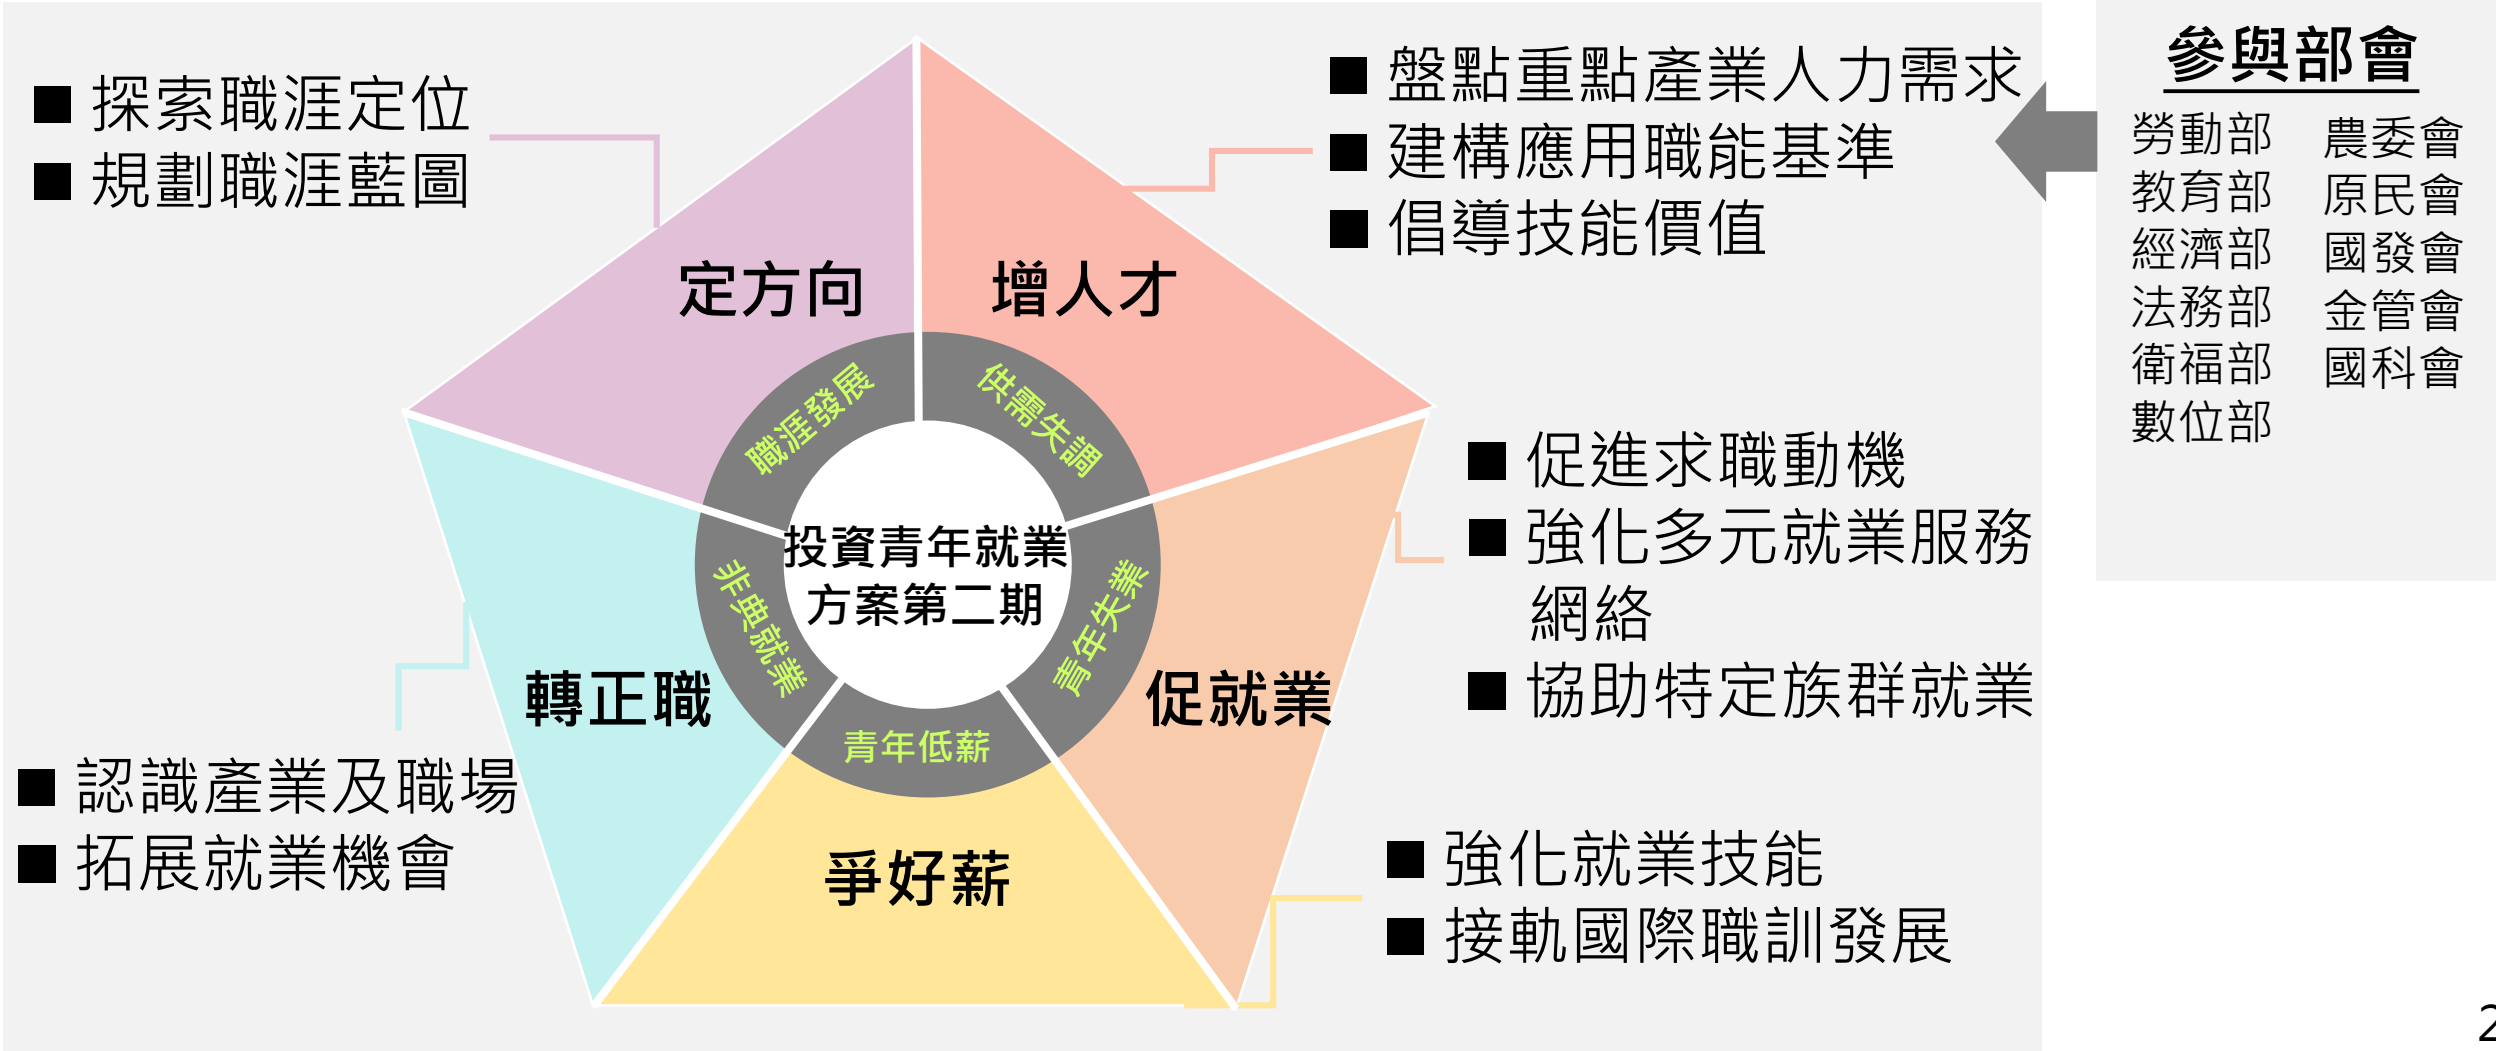 探索職涯定位
規劃職涯藍圖
盤點重點產業人力需求
建構應用職能基準
倡導技能價值
參與部會
勞動部
教育部
經濟部
法務部
衛福部
數位部
農委會
原民會
國發會
金管會
國科會
定方向
增人才
職涯發展
供需失調
促進求職動機
強化多元就業服務
網絡
協助特定族群就業
投資青年就業
方案第二期
非典就業
青年失業
轉正職
促就業
青年低薪
爭好薪
認識產業及職場
拓展就業機會
強化就業技能
接軌國際職訓發展
2